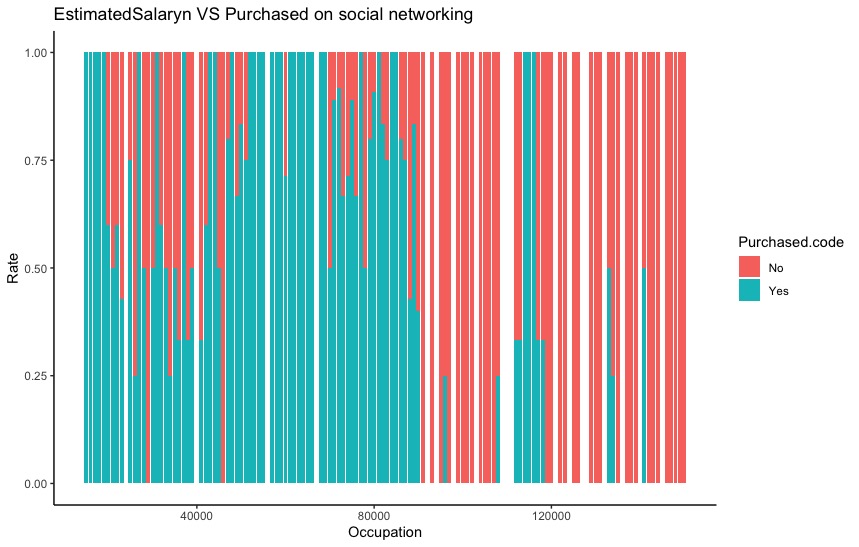 EstimatedSalaryn VS Purchased on social networking
1.00
0.75
0.50
0.25
0.00
Rate
40000
80000
120000
Occupation
Purchased.code
No
Yes